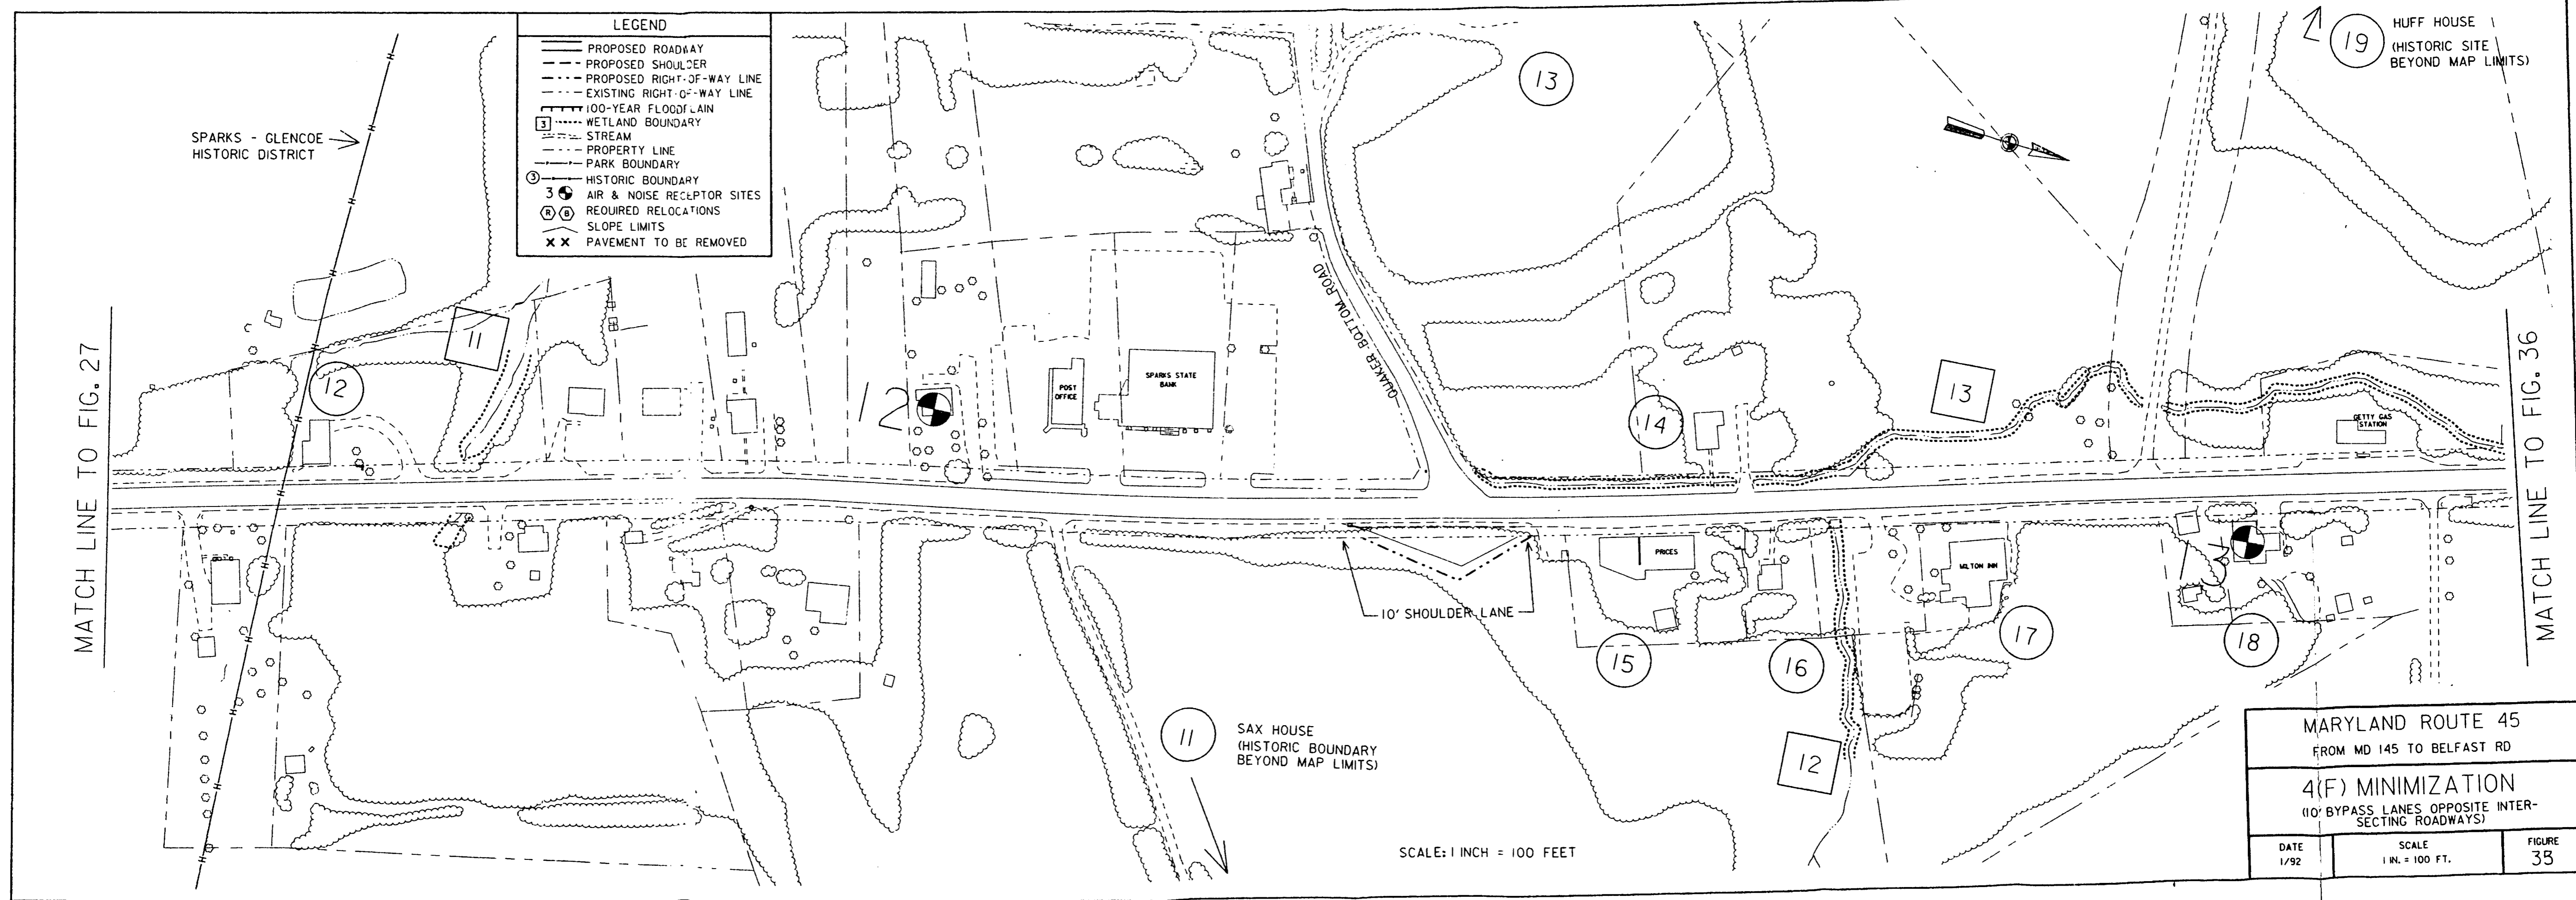 LEGEND
PROPOSED ROADWAY
PROPOSED SHOULDER
PROPOSED RIGHT-OF-WAY LINE
EXISTING RIGHT-OF-WAY LINE
100-YEAR FLOODPLAIN
3 WETLAND BOUNDARY
STREAM
PROPERTY LINE
PARK BOUNDARY
3 HISTORIC BOUNDARY
3 AIR & NOISE RECEPTOR SITES
R B REQUIRED RELOCATIONS
SLOPE LIMITS
X X PAVEMENT TO BE REMOVED
SPARKS - GLENCOE
HISTORIC DISTRICT
H
H
H
H
H
H
H
H
H
H
H
H
H
MATCH LINE TO FIG. 27
11
12
12
POST
OFFICE
SPARKS STATE
BANK
QUAKER BOTTOM ROAD
13
19
HUFF HOUSE
(HISTORIC SITE
BEYOND MAP LIMITS)
14
13
GETTY GAS
STATION
MATCH LINE TO FIG. 36
10' SHOULDER LANE
PRICES
MILTON INN
13
15
16
17
18
12
11
SAX HOUSE
(HISTORIC BOUNDARY
BEYOND MAP LIMITS)
SCALE: 1 INCH = 100 FEET
MARYLAND ROUTE 45
FROM MD 145 TO BELFAST RD
4(F) MINIMIZATION
(10' BYPASS LANES OPPOSITE INTER-
SECTING ROADWAYS)
DATE
1/92
SCALE
1 IN. = 100 FT.
FIGURE
35